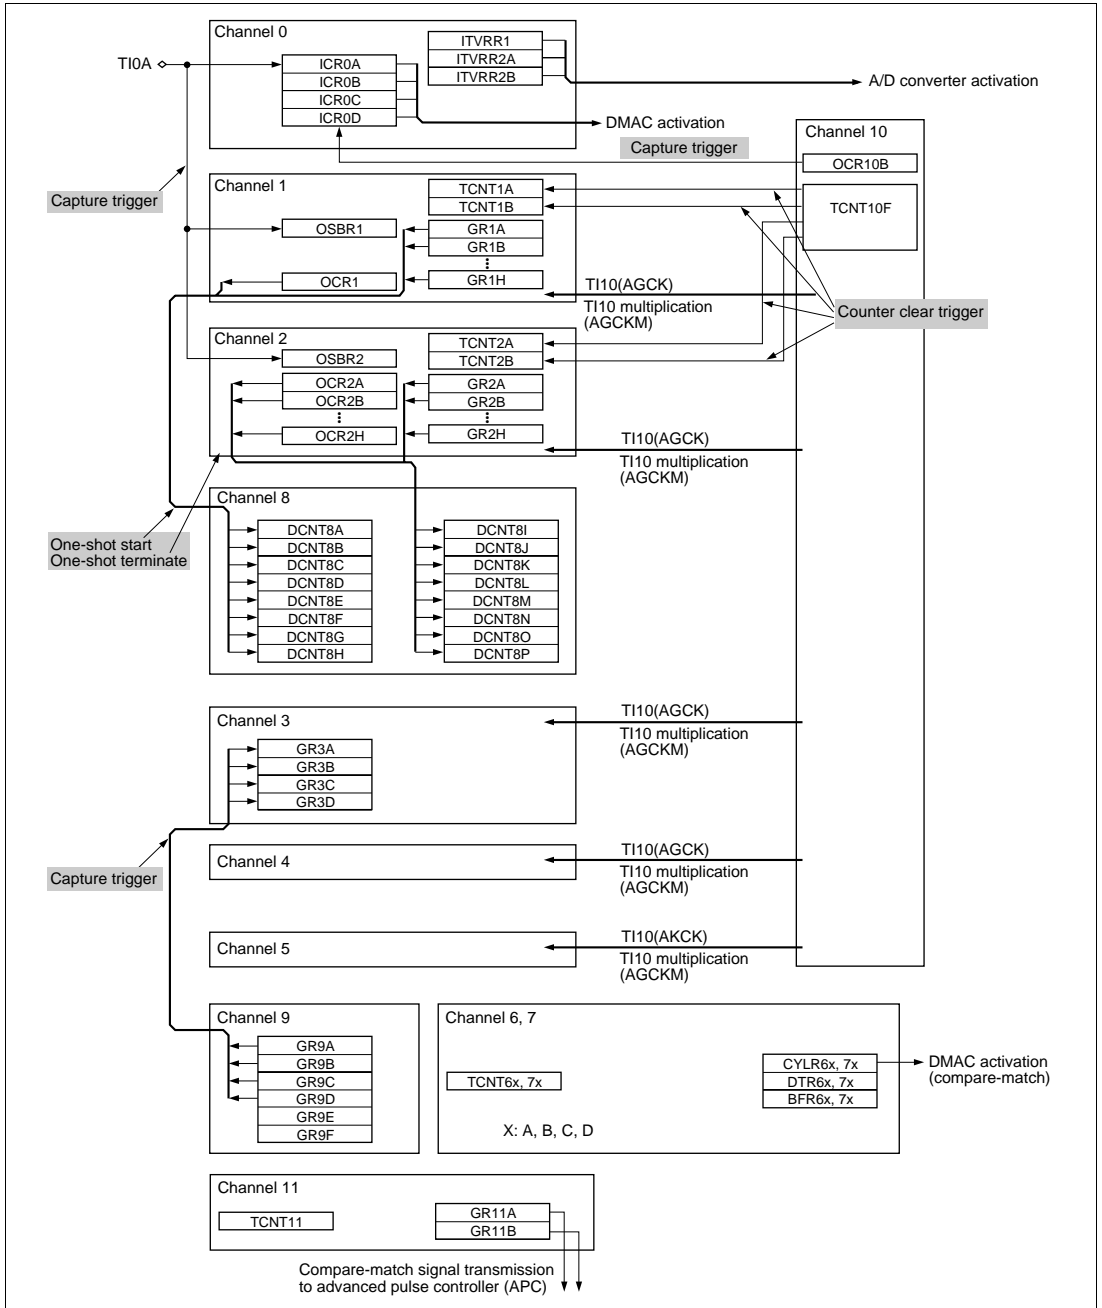 Channel 0
TI0A
ICR0A
ICR0B
ICR0C
ICR0D
ITVRR1
ITVRR2A
ITVRR2B
A/D converter activation
DMAC activation
Capture trigger
Channel 10
OCR10B
TCNT10F
Capture trigger
Channel 1
TCNT1A
TCNT1B
OSBR1
GR1A
GR1B
GR1H
OCR1
TI10(AGCK)
TI10 multiplication
(AGCKM)
Counter clear trigger
Channel 2
TCNT2A
TCNT2B
OSBR2
OCR2A
OCR2B
OCR2H
GR2A
GR2B
GR2H
TI10(AGCK)
TI10 multiplication
(AGCKM)
Channel 8
One-shot start
One-shot terminate
DCNT8A
DCNT8B
DCNT8C
DCNT8D
DCNT8E
DCNT8F
DCNT8G
DCNT8H
DCNT8I
DCNT8J
DCNT8K
DCNT8L
DCNT8M
DCNT8N
DCNT8O
DCNT8P
Channel 3
GR3A
GR3B
GR3C
GR3D
TI10(AGCK)
TI10 multiplication
(AGCKM)
Capture trigger
Channel 4
TI10(AGCK)
TI10 multiplication
(AGCKM)
Channel 5
TI10(AKCK)
TI10 multiplication
(AGCKM)
Channel 9
GR9A
GR9B
GR9C
GR9D
GR9E
GR9F
Channel 6, 7
TCNT6x, 7x
CYLR6x, 7x
DTR6x, 7x
BFR6x, 7x
X: A, B, C, D
DMAC activation
(compare-match)
Channel 11
TCNT11
GR11A
GR11B
Compare-match signal transmission
to advanced pulse controller (APC)